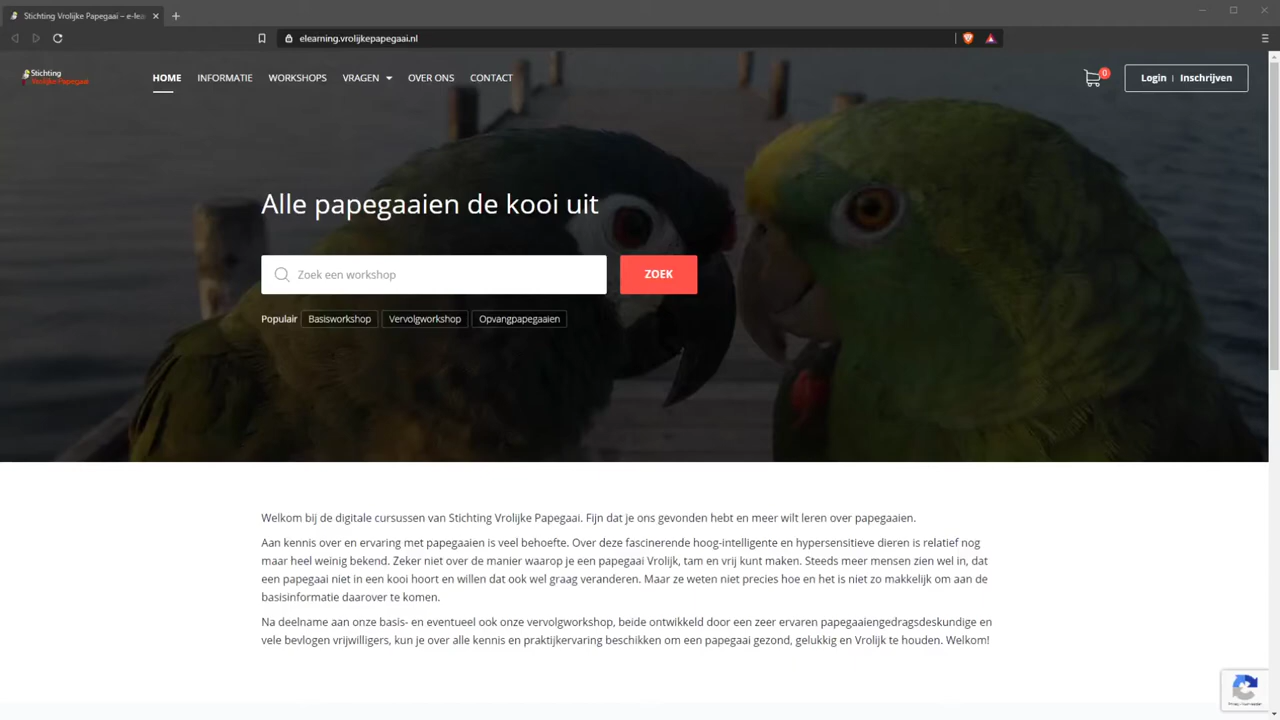 Stichting Vrolijke Papegaai – e-lea
elearning.vrolijkepapegaai.nl
Stichting
Vrolijke Papegaai
HOME INFORMATIE WORKSHOPS VRAGEN OVER ONS CONTACT
0
Login | Inschrijven
Alle papegaaien de kooi uit
Zoek een workshop
ZOEK
Populair Basisworkshop Vervolgworkshop Opvangpapegaaien
Welkom bij de digitale cursussen van Stichting Vrolijke Papegaai. Fijn dat je ons gevonden hebt en meer wilt leren over papegaaien.
Aan kennis over en ervaring met papegaaien is veel behoefte. Over deze fascinerende hoog-intelligente en hypersensitieve dieren is relatief nog
maar heel weinig bekend. Zeker niet over de manier waarop je een papegaai Vrolijk, tam en vrij kunt maken. Steeds meer mensen zien wel in, dat
een papegaai niet in een kooi hoort en willen dat ook wel graag veranderen. Maar ze weten niet precies hoe en het is niet zo makkelijk om aan de
basisinformatie daarover te komen.
Na deelname aan onze basis- en eventueel ook onze vervolgworkshop, beide ontwikkeld door een zeer ervaren papegaaiengedragsdeskundige en
vele bevlogen vrijwilligers, kun je over alle kennis en praktijkervaring beschikken om een papegaai gezond, gelukkig en Vrolijk te houden. Welkom!